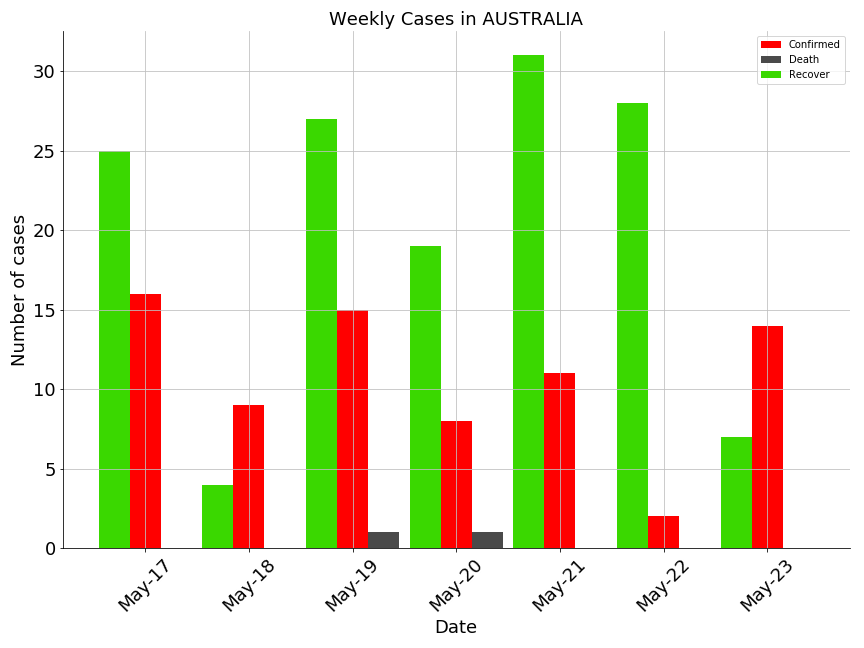 Weekly Cases in AUSTRALIA
Confirmed
Death
Recover
Number of cases
30
25
20
15
10
5
0
May-17
May-18
May-19
May-20
May-21
May-22
May-23
Date